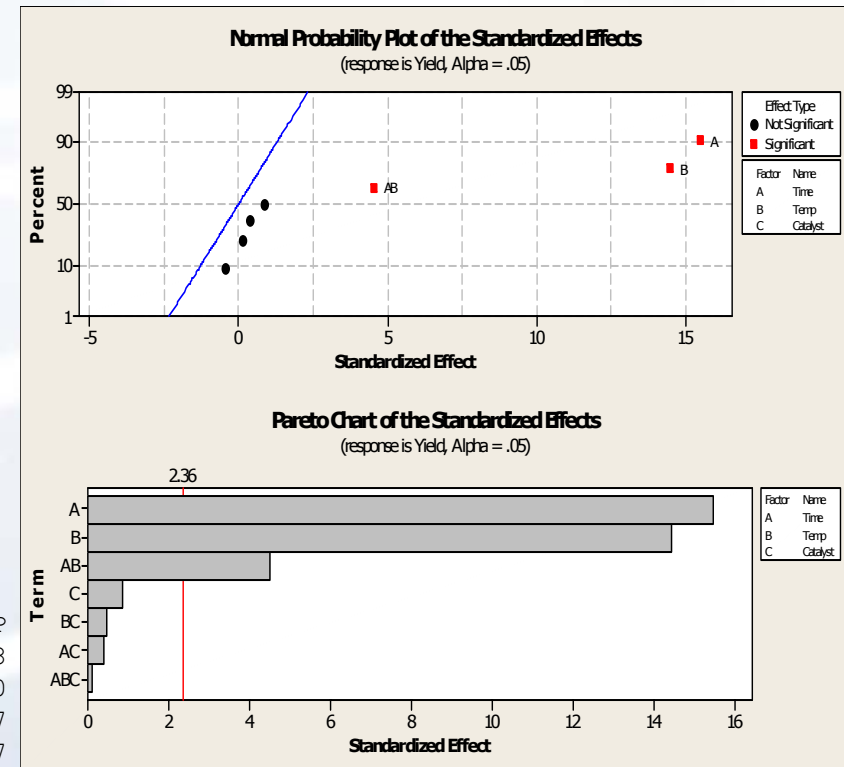 Normal Probability Plot of the Standardized Effects
(response is Yield, Alpha = .05)
99
90
50
10
1
Percent
A
B
AB
-5 0 5 10 15
Standardized Effect
Effect Type
Not Significant
Significant
Factor Name
A Time
B Temp
C Catalyst
Pareto Chart of the Standardized Effects
(response is Yield, Alpha = .05)
2.36
Term
A
B
AB
C
BC
AC
ABC
0 2 4 6 8 10 12 14 16
Standardized Effect
Factor Name
A Time
B Temp
C Catalyst
7
7